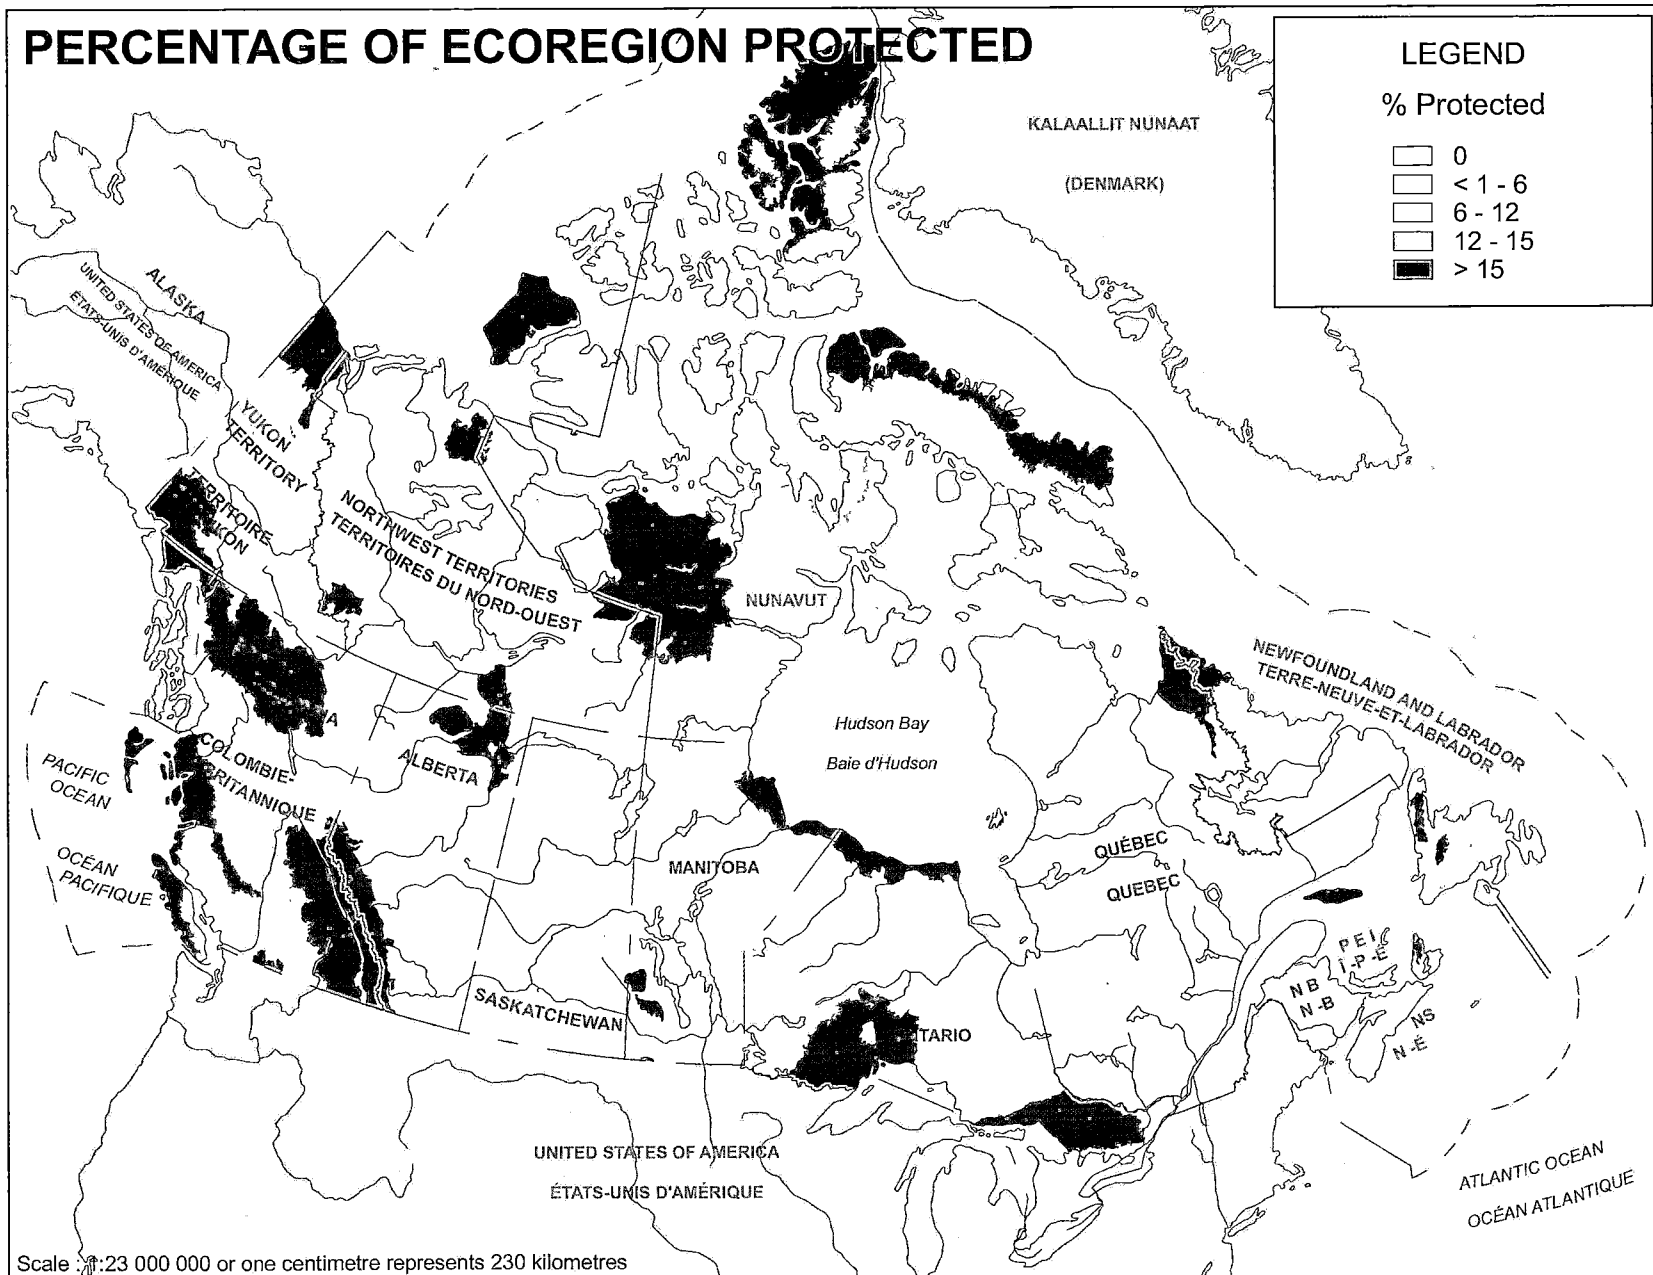 PERCENTAGE OF ECOREGION PROTECTED
LEGEND
% Protected
0
< 1 - 6
6 - 12
12 - 15
> 15
KALAALLIT NUNAAT
(DENMARK)
ALASKA
UNITED STATES OF AMERICA
ÉTATS-UNIS D'AMÉRIQUE
YUKON
TERRITORY
TERRITOIRE
NORTHWEST TERRITORIES
TERRITOIRES DU NORD-OUEST
NUNAVUT
NEWFOUNDLAND AND LABRADOR
TERRE-NEUVE-ET-LABRADOR
Hudson Bay
Baie d'Hudson
PACIFIC
OCEAN
OCÉAN
PACIFIQUE
COLOMBIE-
BRITANNIQUE
ALBERTA
SASKATCHEWAN
MANITOBA
QUÉBEC
QUEBEC
P E I
I -P -É
N B
N -B
NS
N -É
UNITED STATES OF AMERICA
ÉTATS-UNIS D'AMÉRIQUE
ATLANTIC OCEAN
OCÉAN ATLANTIQUE
Scale : 1:23 000 000 or one centimetre represents 230 kilometres